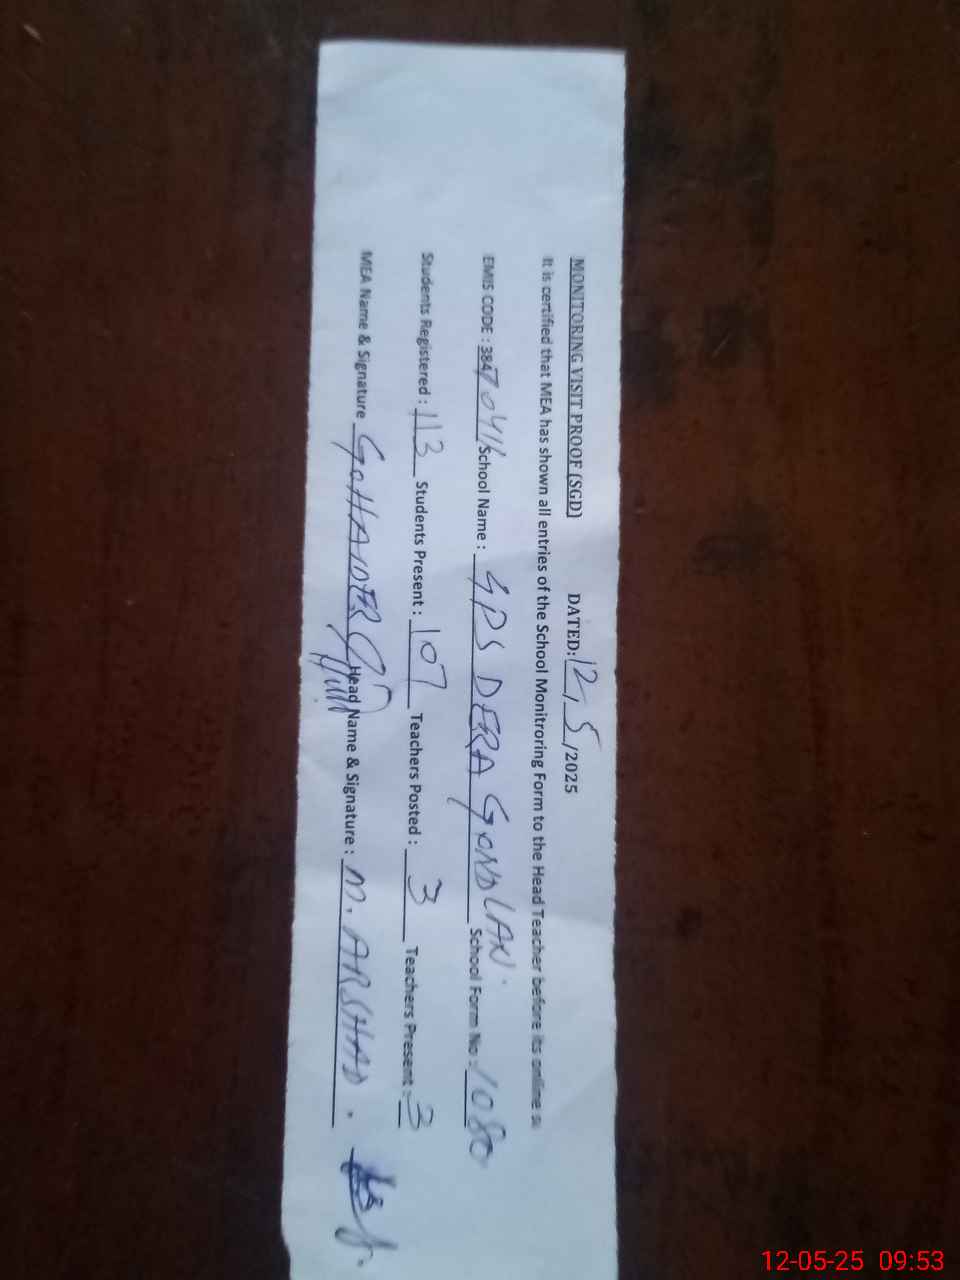 MONITORING VISIT PROOF (SGD) DATED: 12/5/2025
It is certified that MEA has shown all entries of the School Monitroring Form to the Head Teacher before its online
EMIS CODE : 38470416 School Name : GPS DERA GONDLAN. School Form No : 1080
Students Registered : 113 Students Present : 107 Teachers Posted : 3 Teachers Present : 3
MEA Name & Signature G.HAIDER Head Name & Signature : M. ARSHAD.
12-05-25 09:53